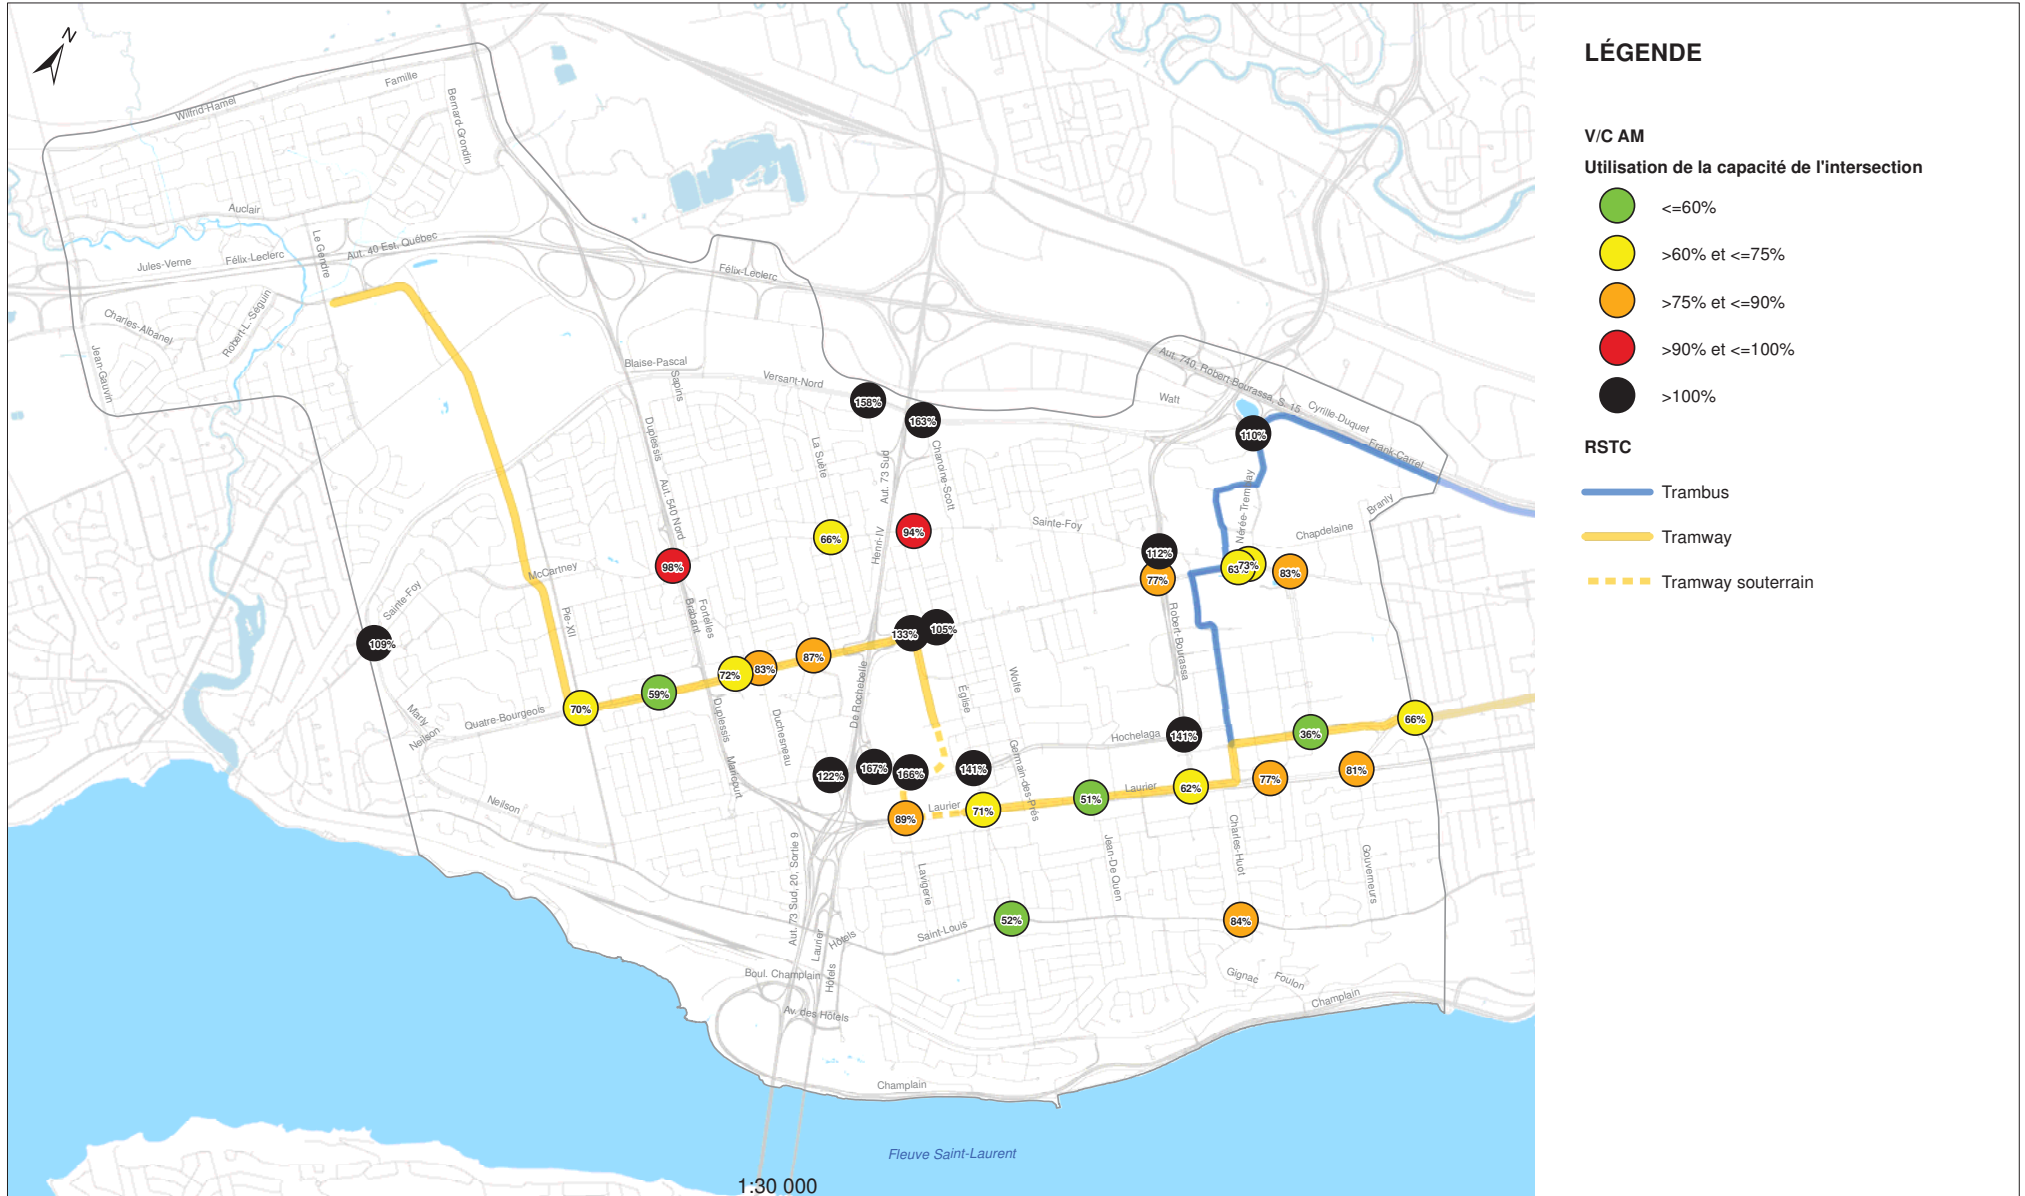 N
LÉGENDE
V/C AM
Utilisation de la capacité de l'intersection
<=60%
>60% et <=75%
>75% et <=90%
>90% et <=100%
>100%
RSTC
Trambus
Tramway
Tramway souterrain
Famille
Wilfrid-Hamel
Bernard-Grondin
Auclair
Le Gendre
Aut. 40 Est. Québec
Jules-Verne
Félix-Leclerc
Félix-Leclerc
Charles-Albanel
Robert-L.-Séguin
Jean-Gauvin
Blaise-Pascal
Sapins
Versant-Nord
Watt
Aut. 740, Robert-Bourassa, S. 15
Cyrille-Duquet
Frank-Carrel
158%
163%
110%
Duplessis
La Suète
Aut. 73 Sud
Chanoine-Scott
Nérée-Tremblay
Branly
Aut. 540 Nord
Sainte-Foy
Chapdelaine
66%
94%
Henri-IV
112%
77%
63%
73%
83%
98%
McCartney
Sainte-Foy
Pie-XII
Brabant
Fortelles
Robert-Bourassa
109%
133%
105%
87%
83%
72%
59%
70%
De Rochebelle
Église
Wolfe
Marly
Neilson
Quatre-Bourgeois
Duplessis
Duchesneau
Maricourt
Germain-des-Prés
Hochelaga
141%
36%
66%
122%
167%
166%
141%
77%
81%
Laurier
62%
51%
71%
Laurier
89%
Neilson
Aut. 73 Sud, 20, Sortie 9
Lavigerie
Jean-De Quen
Charles-Huot
Gouverneurs
52%
84%
Saint-Louis
Laurier
Hôtels
Hôtels
Boul. Champlain
Av. des Hôtels
Gignac
Foulon
Champlain
Champlain
Fleuve Saint-Laurent
1:30 000